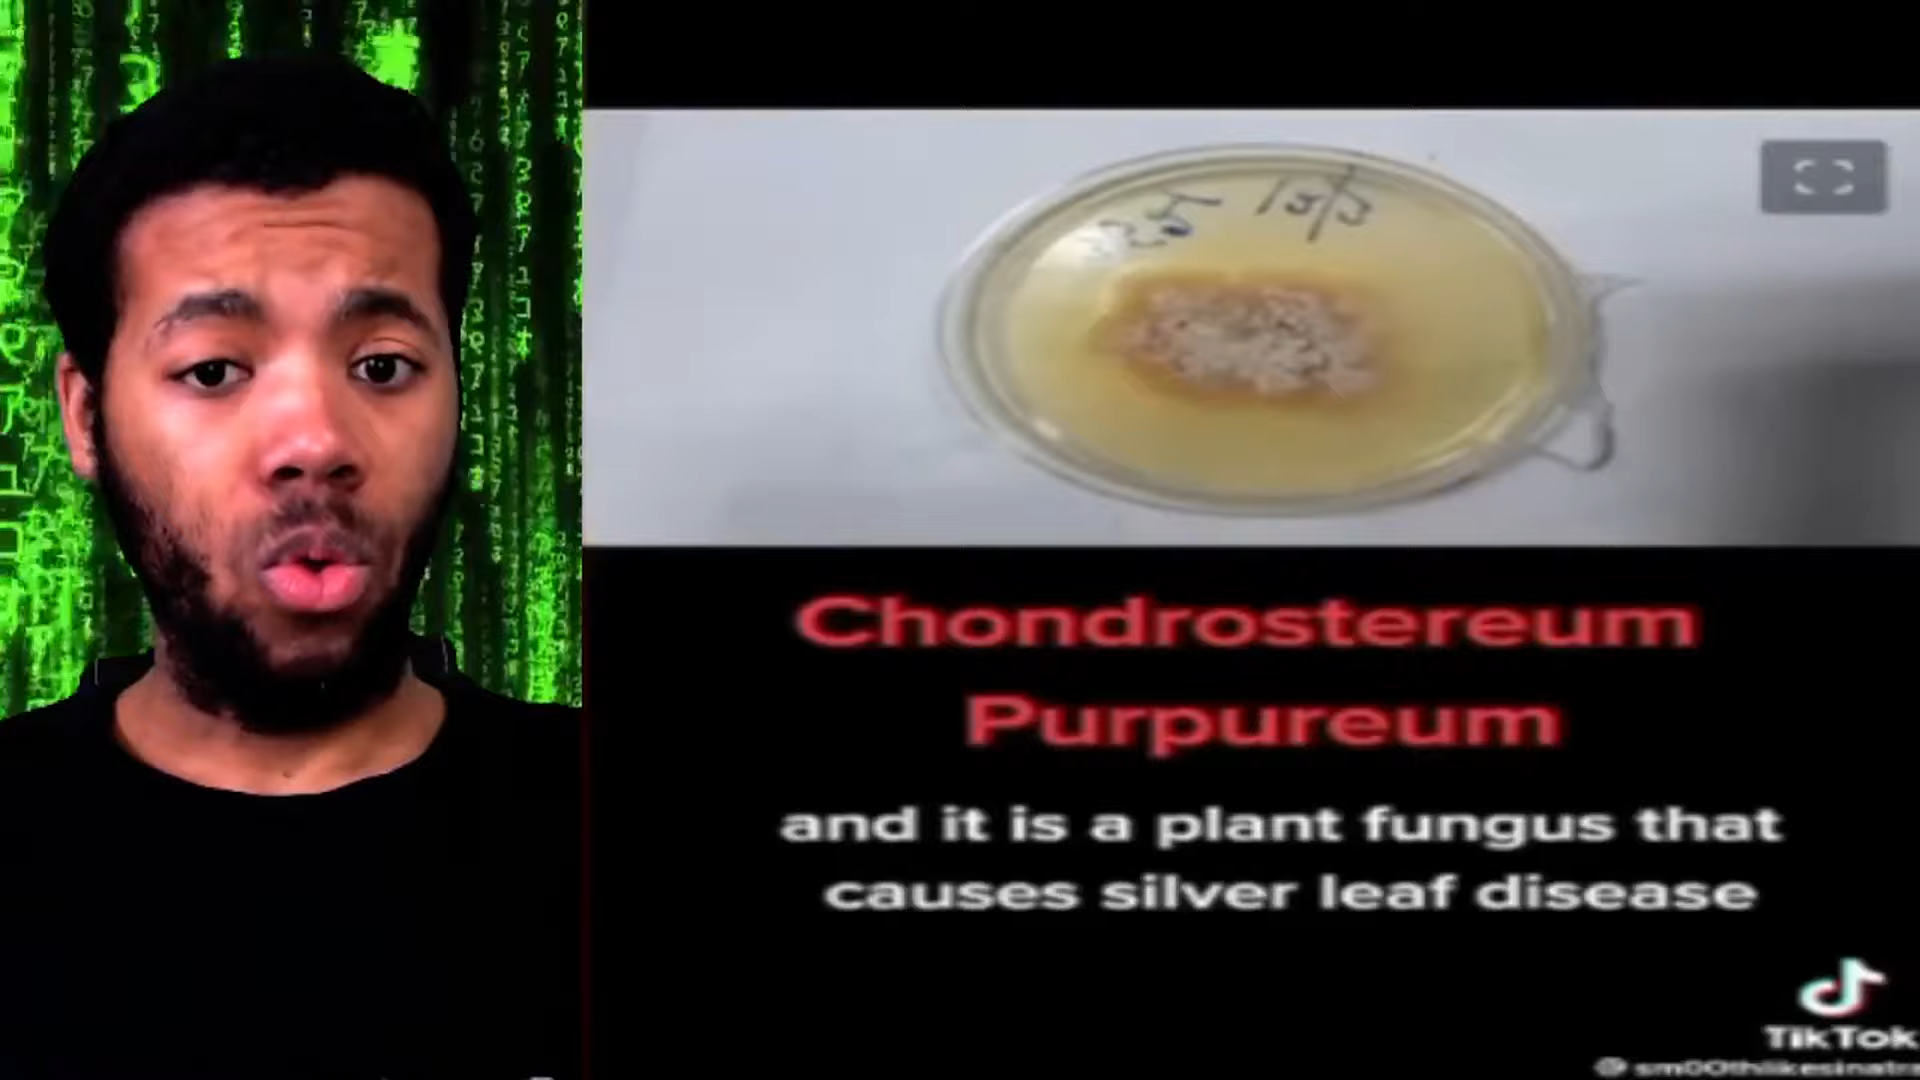 Chondrostereum
Purpureum
and it is a plant fungus that
causes silver leaf disease
TikTok